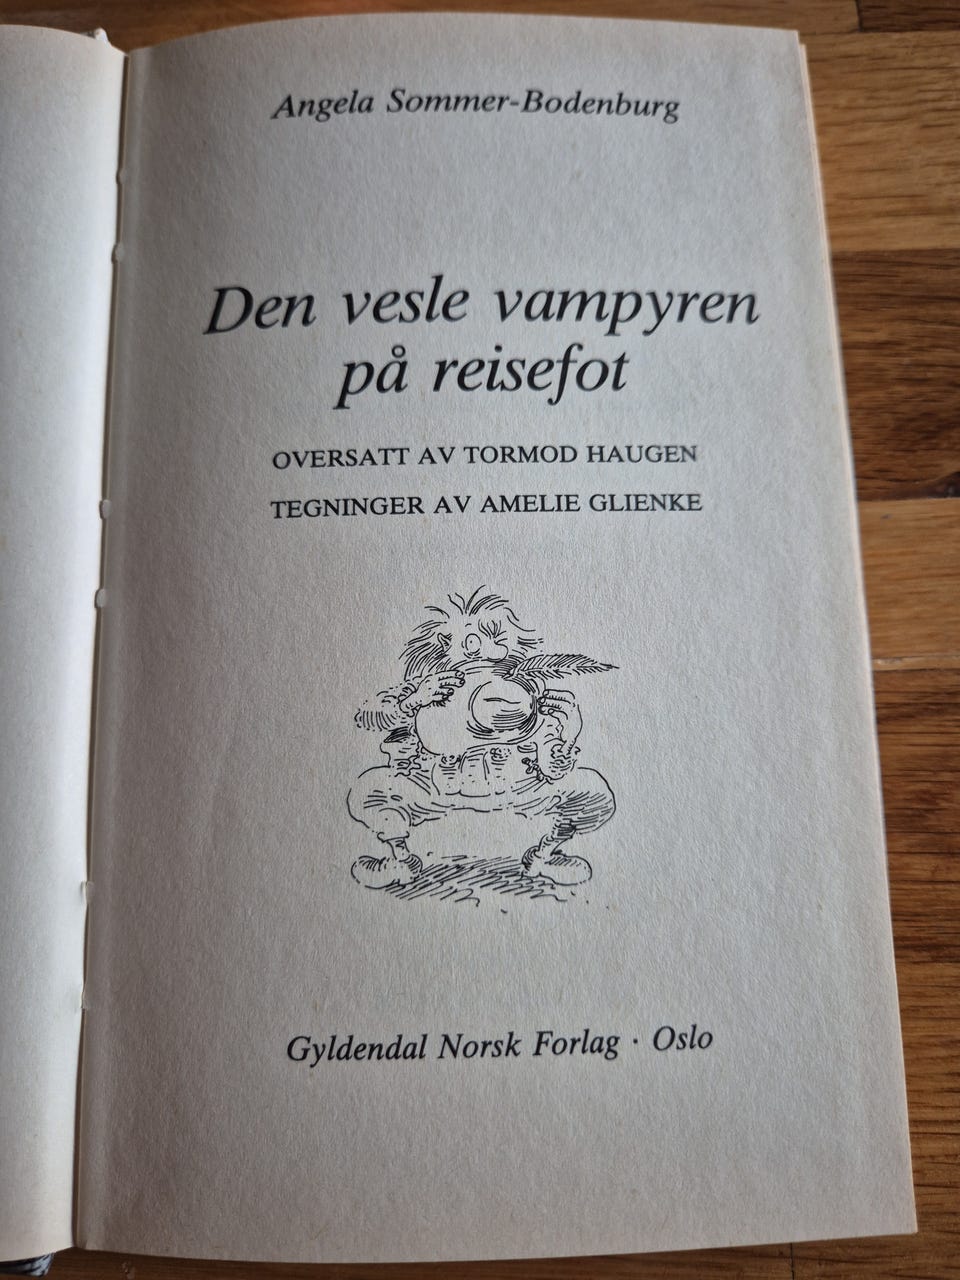 Angela Sommer-Bodenburg
Den vesle vampyren
på reisefot
OVERSATT AV TORMOD HAUGEN
TEGNINGER AV AMELIE GLIENKE
Gyldendal Norsk Forlag · Oslo